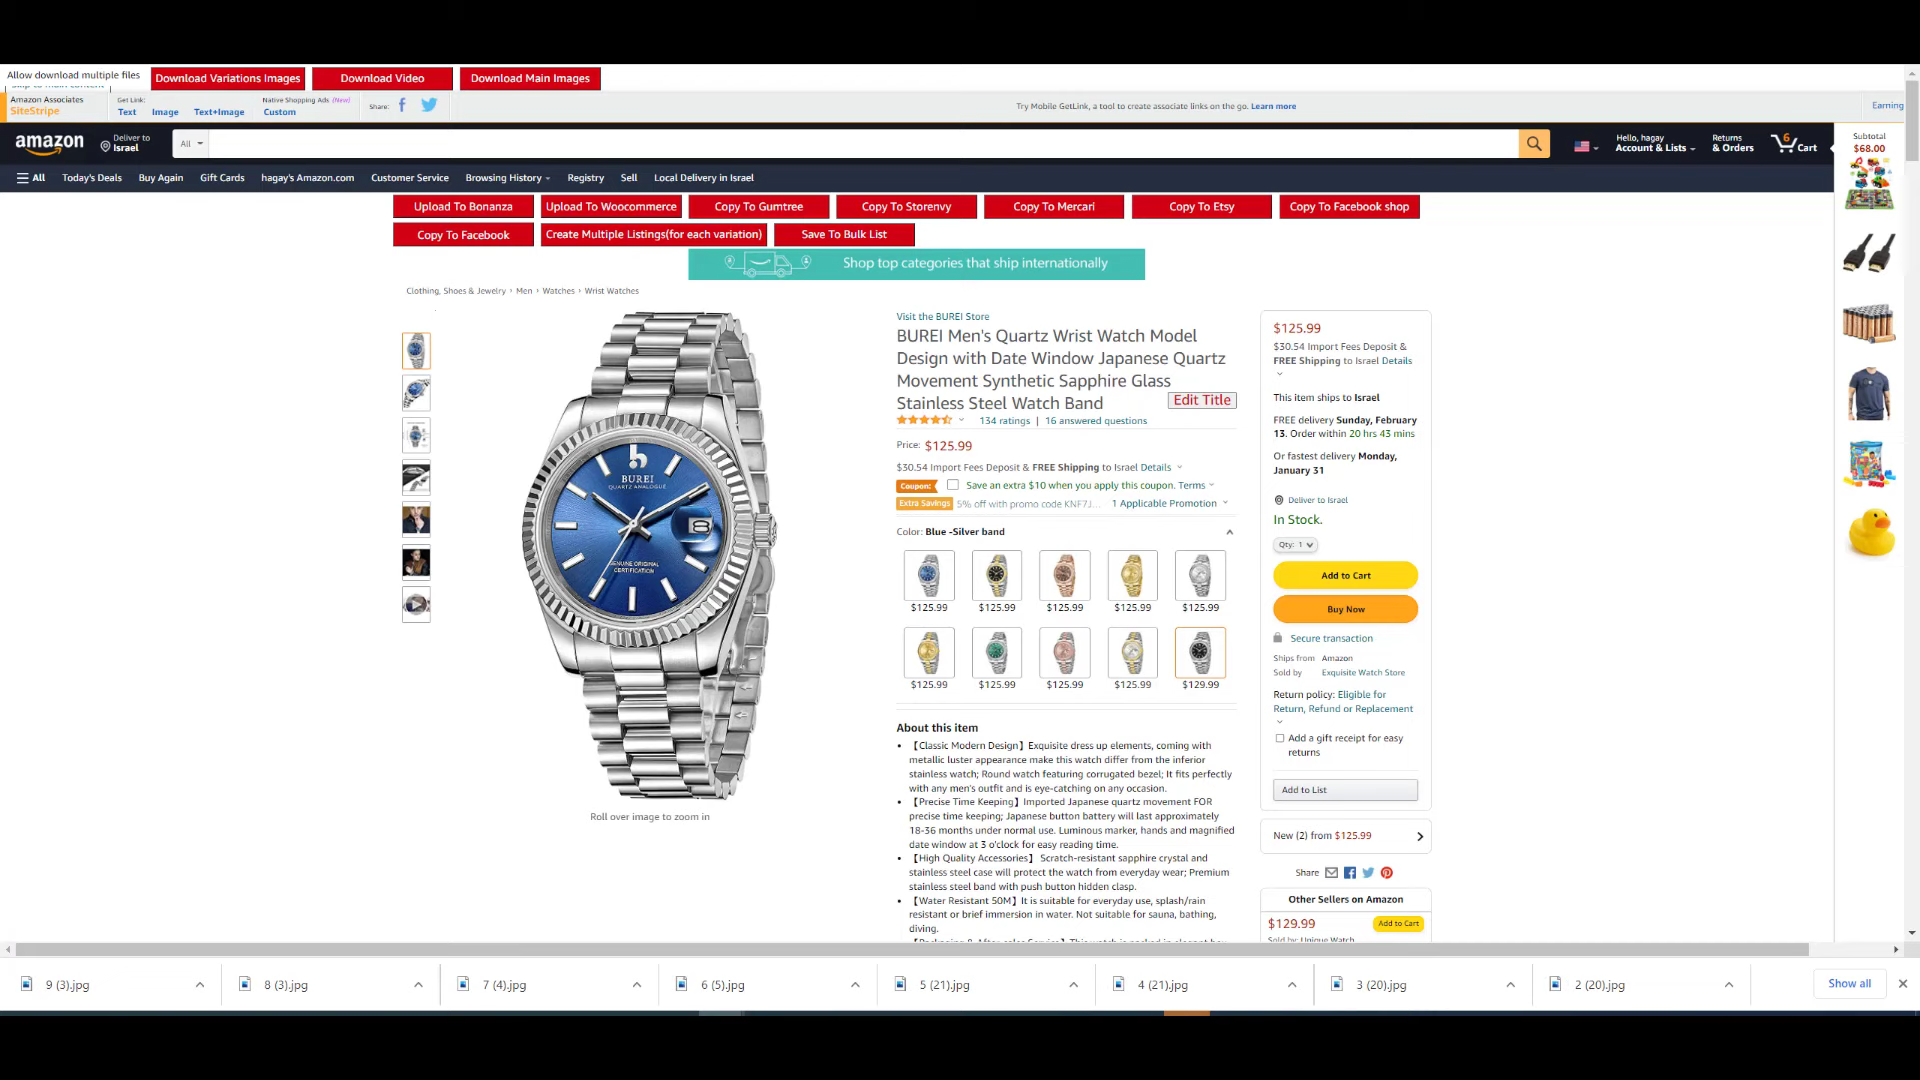 Allow download multiple files
Download Variations Images
Download Video
Download Main Images
Amazon Associates
SiteStripe
Get Link:
Text Image Text+Image
Native Shopping Ads (New)
Custom
Share:
Try Mobile GetLink, a tool to create associate links on the go. Learn more
Earning
amazon
Deliver to
Israel
All
Hello, hagay
Account & Lists
Returns
& Orders
6
Cart
Subtotal
$68.00
All Today's Deals Buy Again Gift Cards hagay's Amazon.com Customer Service Browsing History Registry Sell Local Delivery in Israel
Upload To Bonanza
Upload To Woocommerce
Copy To Gumtree
Copy To Storenvy
Copy To Mercari
Copy To Etsy
Copy To Facebook shop
Copy To Facebook
Create Multiple Listings(for each variation)
Save To Bulk List
Shop top categories that ship internationally
Clothing, Shoes & Jewelry › Men › Watches › Wrist Watches
BUREI
QUARTZ ANALOGUE
8
GENUINE ORIGINAL
CERTIFICATION
Roll over image to zoom in
Visit the BUREI Store
BUREI Men's Quartz Wrist Watch Model
Design with Date Window Japanese Quartz
Movement Synthetic Sapphire Glass
Stainless Steel Watch Band
Edit Title
134 ratings | 16 answered questions
Price: $125.99
$30.54 Import Fees Deposit & FREE Shipping to Israel Details
Coupon: Save an extra $10 when you apply this coupon. Terms
Extra Savings 5% off with promo code KNF7J... 1 Applicable Promotion
Color: Blue -Silver band
$125.99 $125.99 $125.99 $125.99 $125.99
$125.99 $125.99 $125.99 $125.99 $129.99
About this item
• 【Classic Modern Design】Exquisite dress up elements, coming with
metallic luster appearance make this watch differ from the inferior
stainless watch; Round watch featuring corrugated bezel; It fits perfectly
with any men's outfit and is eye-catching on any occasion.
• 【Precise Time Keeping】Imported Japanese quartz movement FOR
precise time keeping; Japanese button battery will last approximately
18-36 months under normal use. Luminous marker, hands and magnified
date window at 3 o'clock for easy reading time.
• 【High Quality Accessories】 Scratch-resistant sapphire crystal and
stainless steel case will protect the watch from everyday wear; Premium
stainless steel band with push button hidden clasp.
• 【Water Resistant 50M】It is suitable for everyday use, splash/rain
resistant or brief immersion in water. Not suitable for sauna, bathing,
diving.
$125.99
$30.54 Import Fees Deposit &
FREE Shipping to Israel Details
This item ships to Israel
FREE delivery Sunday, February
13. Order within 20 hrs 43 mins
Or fastest delivery Monday,
January 31
Deliver to Israel
In Stock.
Qty: 1
Add to Cart
Buy Now
Secure transaction
Ships from Amazon
Sold by Exquisite Watch Store
Return policy: Eligible for
Return, Refund or Replacement
Add a gift receipt for easy
returns
Add to List
New (2) from $125.99
Share
Other Sellers on Amazon
$129.99
Add to Cart
Sold by: Unique Watch
9 (3).jpg
8 (3).jpg
7 (4).jpg
6 (5).jpg
5 (21).jpg
4 (21).jpg
3 (20).jpg
2 (20).jpg
Show all